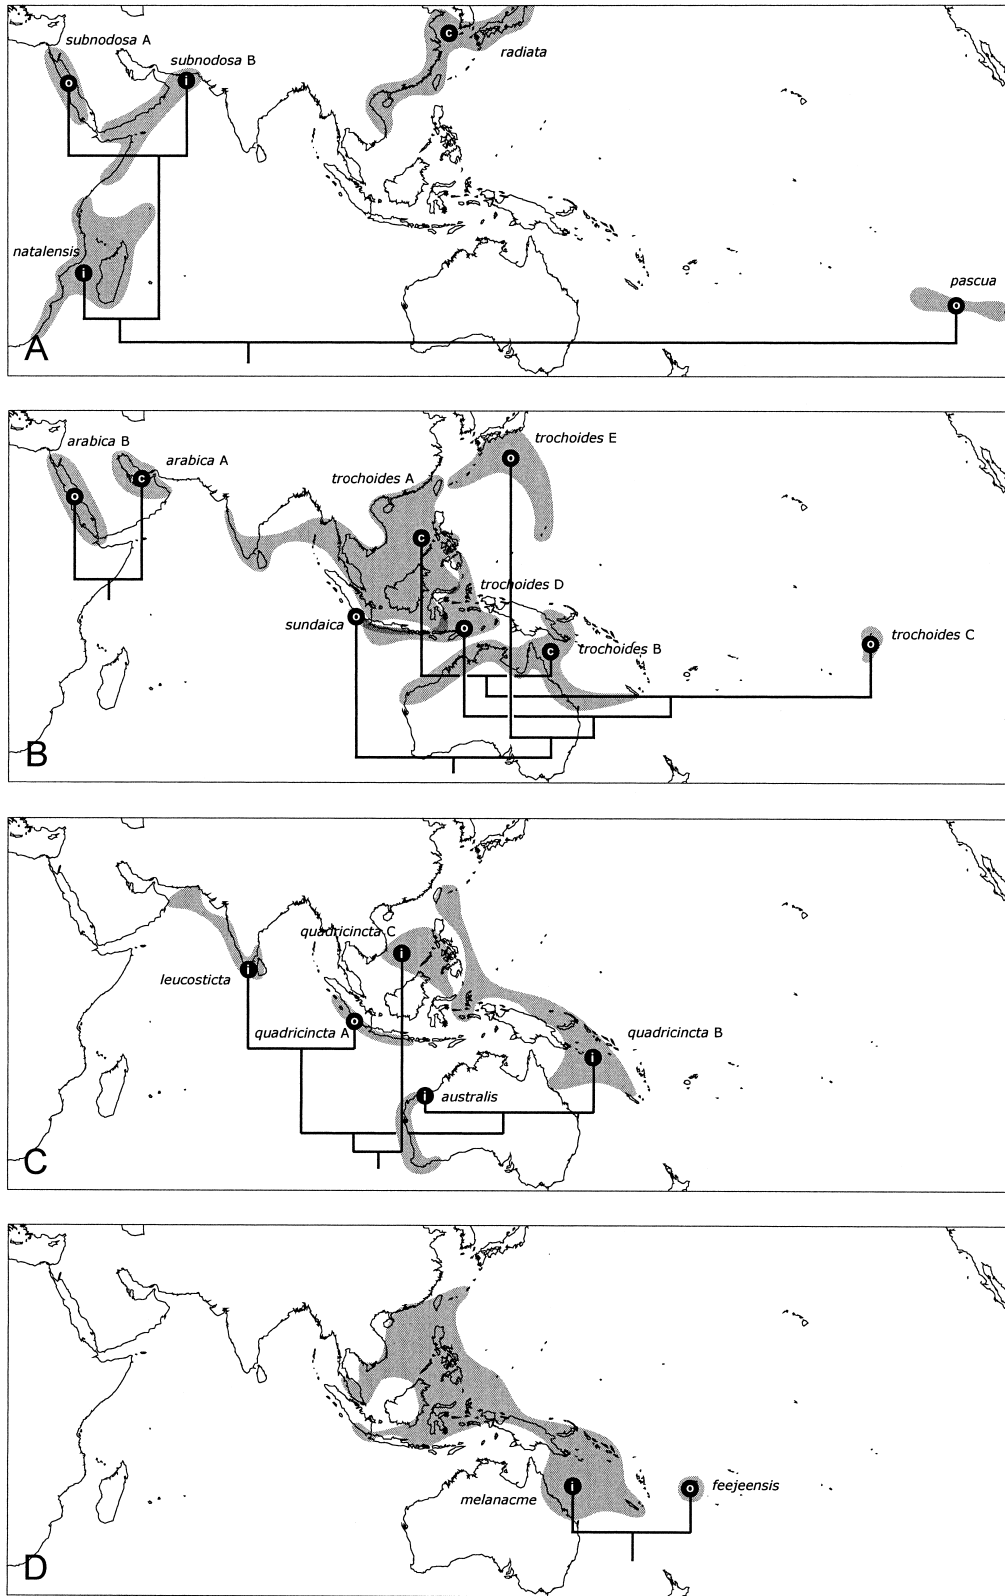 subnodosa A
subnodosa B
radiata
natalensis
pascua
o
i
c
i
o
A
arabica B
arabica A
trochoides A
trochoides E
trochoides D
sundaica
trochoides B
trochoides C
o
c
o
c
o
o
c
o
B
quadricincta C
leucosticta
quadricincta A
quadricincta B
australis
i
i
o
i
i
C
melanacme
feejeensis
i
o
D